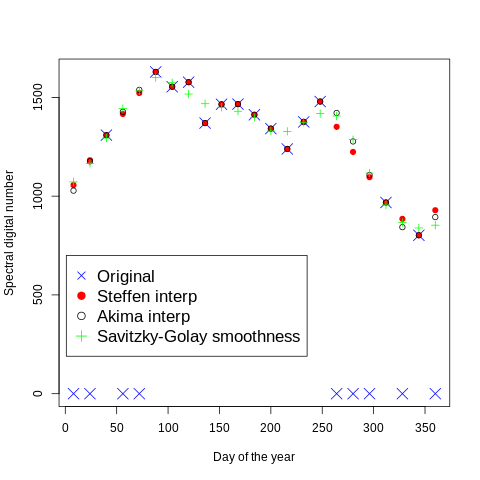 Spectral digital number
1500
1000
500
0
Original
Steffen interp
Akima interp
Savitzky-Golay smoothness
0 50 100 150 200 250 300 350
Day of the year